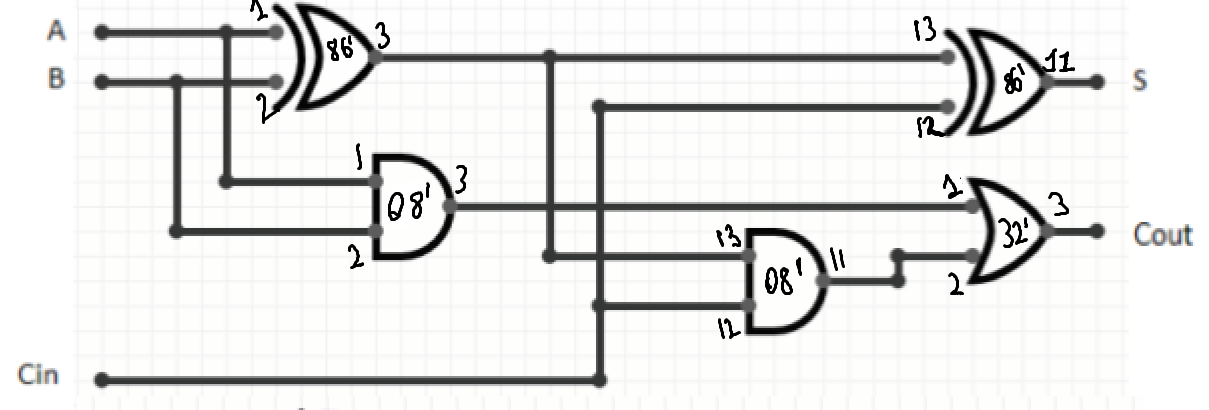 A 1 86' 3 13 86' 11 S
B 2 12
1 08' 3 1 32' 3 Cout
2 13 08' 11 2
12
Cin